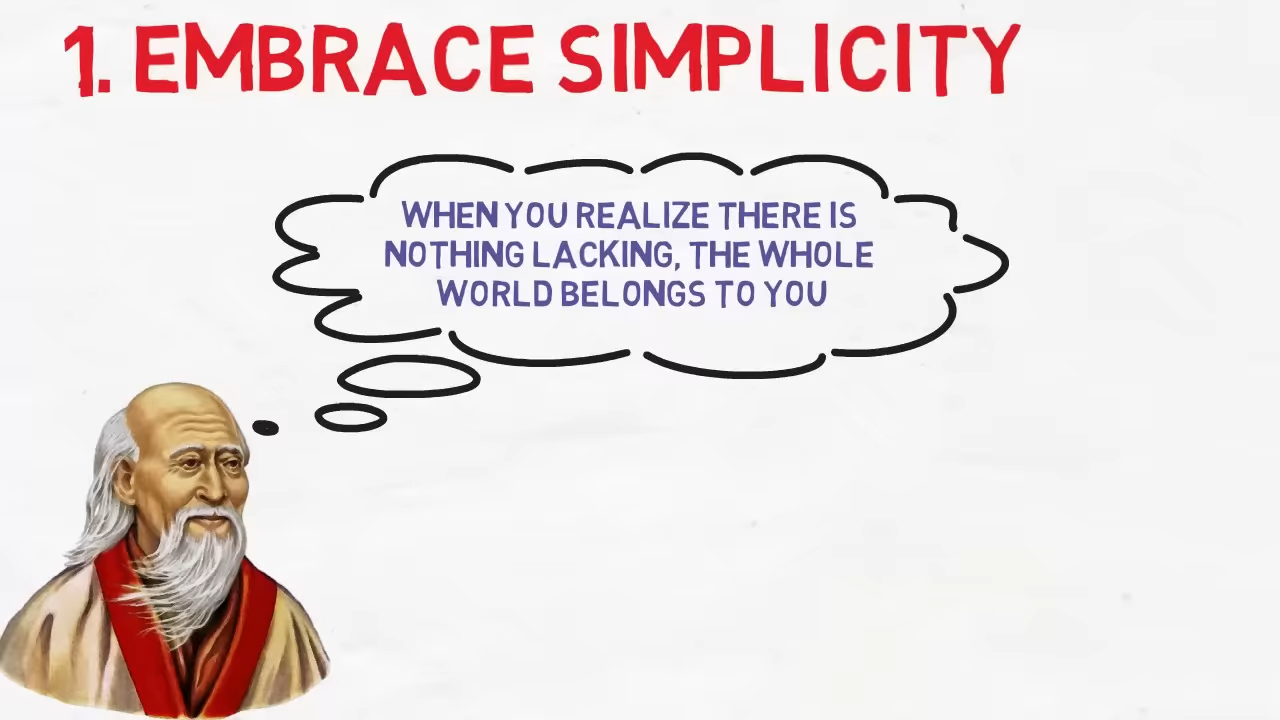 1. EMBRACE SIMPLICITY
WHEN YOU REALIZE THERE IS
NOTHING LACKING, THE WHOLE
WORLD BELONGS TO YOU